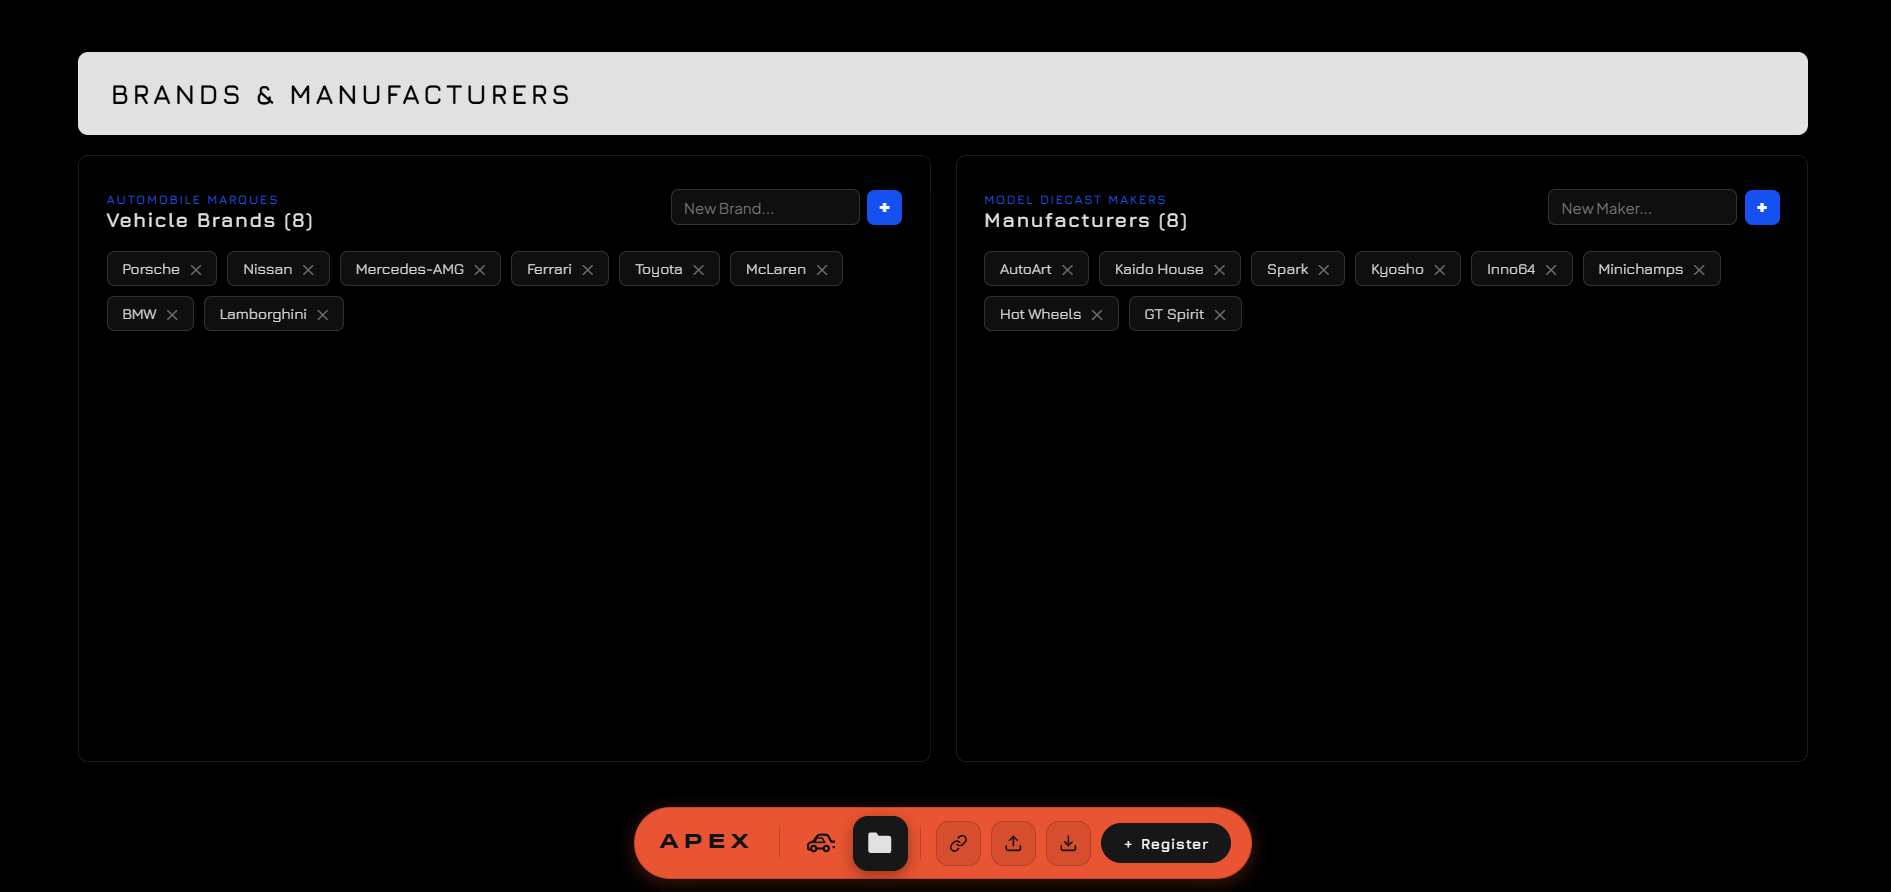 BRANDS & MANUFACTURERS
AUTOMOBILE MARQUES
Vehicle Brands (8)
New Brand...
+
Porsche
Nissan
Mercedes-AMG
Ferrari
Toyota
McLaren
BMW
Lamborghini
MODEL DIECAST MAKERS
Manufacturers (8)
New Maker...
+
AutoArt
Kaido House
Spark
Kyosho
Inno64
Minichamps
Hot Wheels
GT Spirit
APEX
+ Register